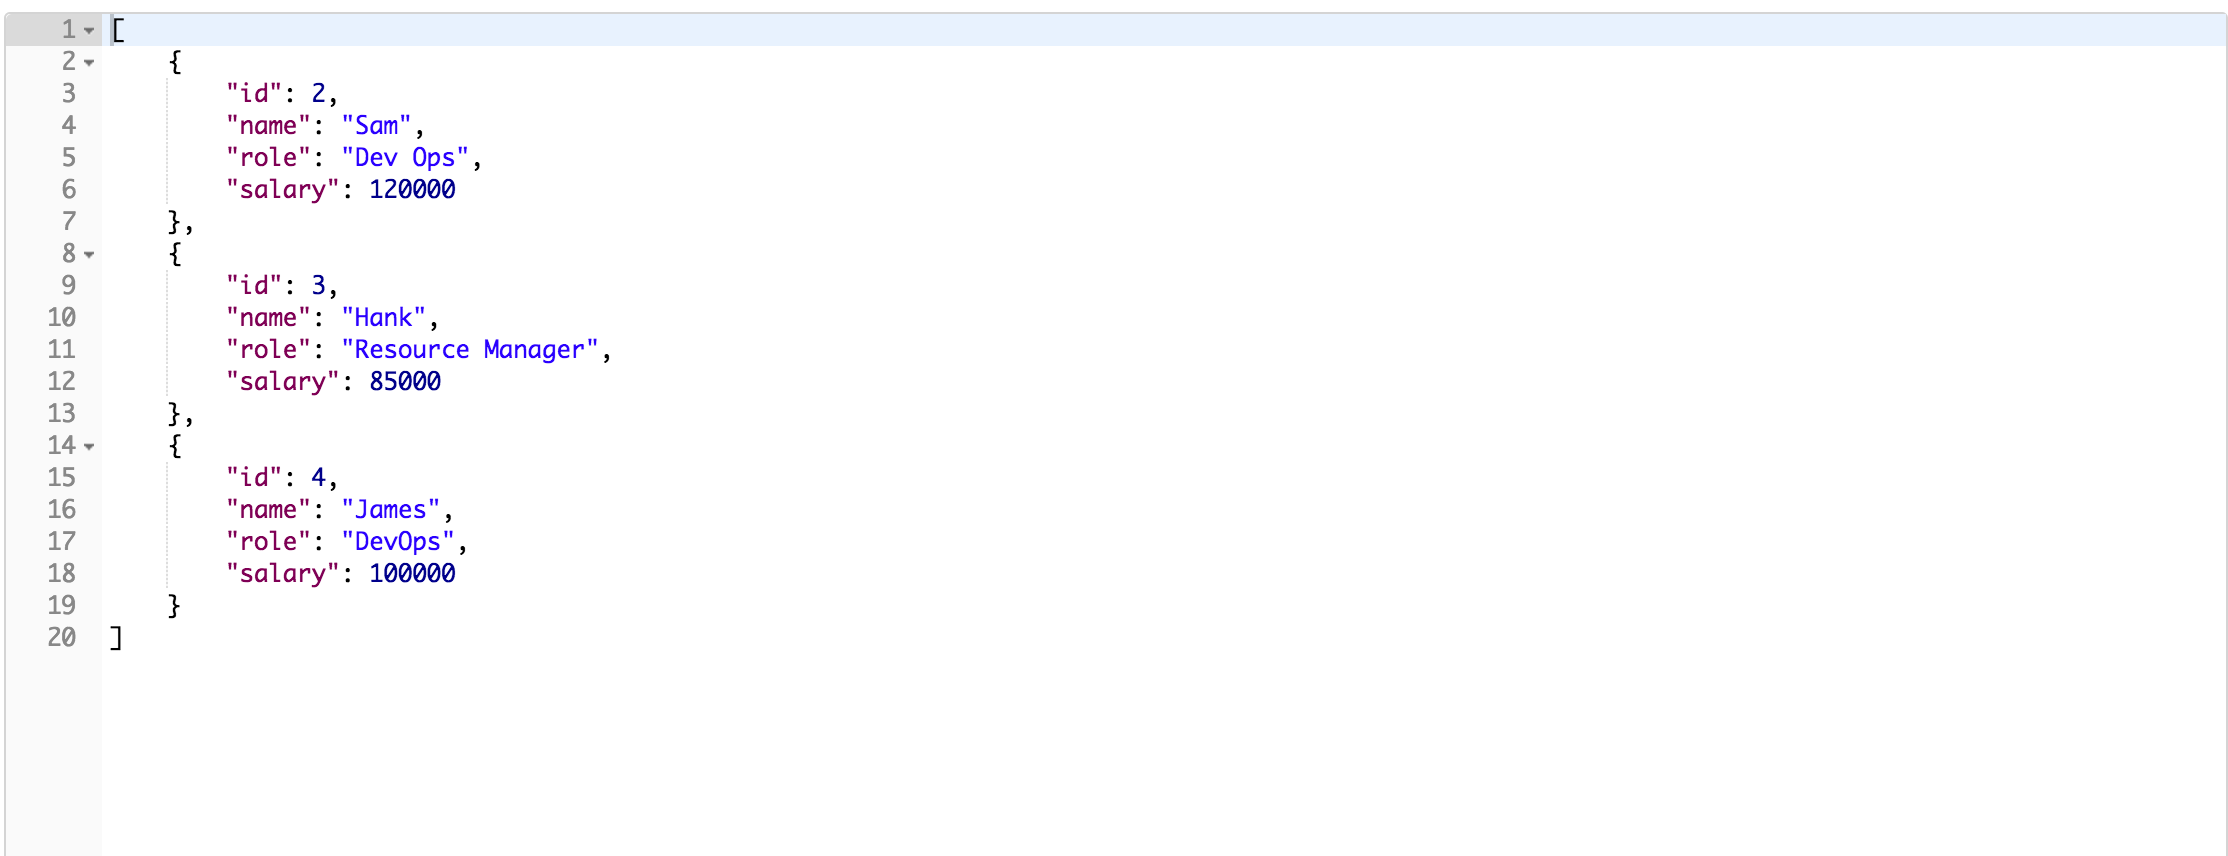 1 [
2 {
3 "id": 2,
4 "name": "Sam",
5 "role": "Dev Ops",
6 "salary": 120000
7 },
8 {
9 "id": 3,
10 "name": "Hank",
11 "role": "Resource Manager",
12 "salary": 85000
13 },
14 {
15 "id": 4,
16 "name": "James",
17 "role": "DevOps",
18 "salary": 100000
19 }
20 ]